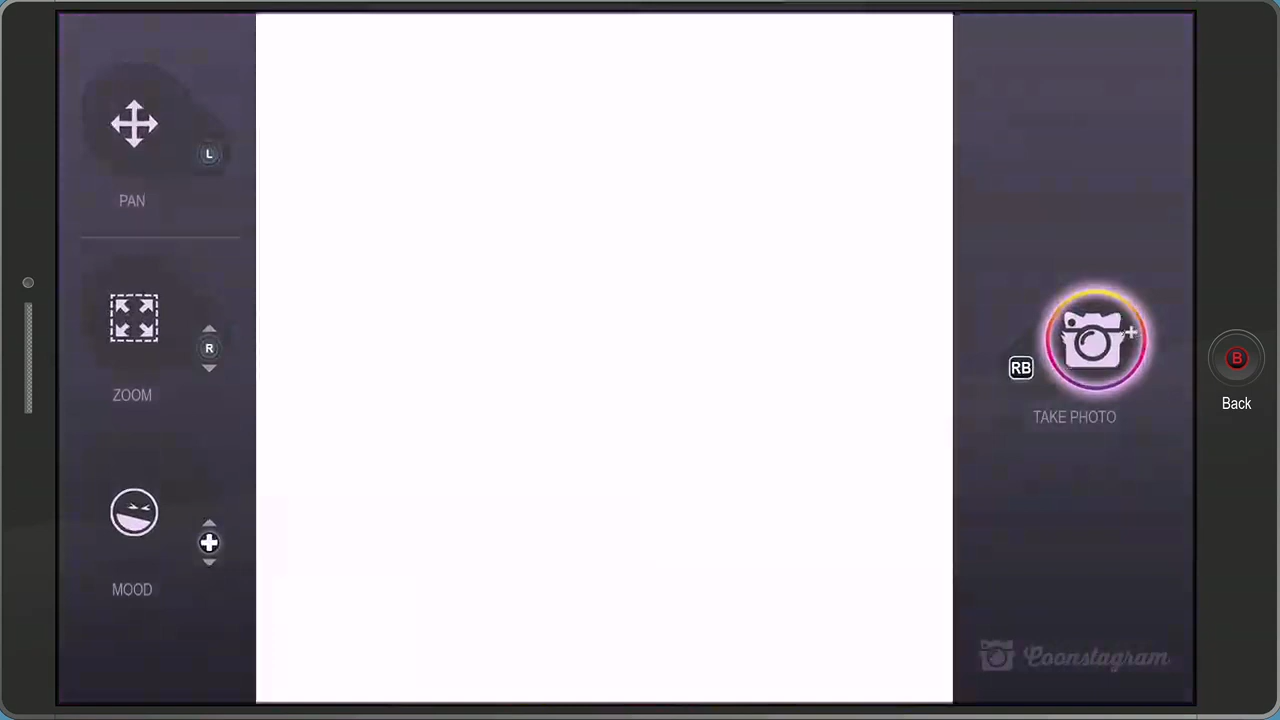 L
PAN
R
ZOOM
MOOD
RB
TAKE PHOTO
B
Back
Coonstagram